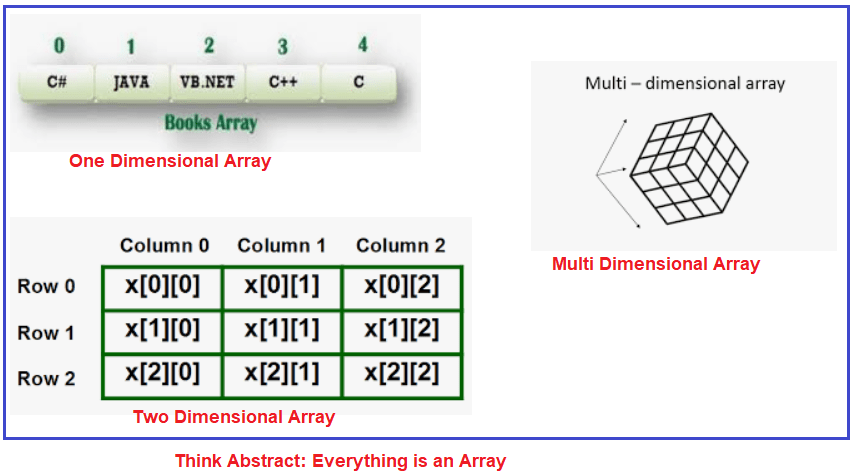 0 1 2 3 4
C# JAVA VB.NET C++ C
Books Array
One Dimensional Array
Multi – dimensional array
Multi Dimensional Array
Column 0 Column 1 Column 2
Row 0 x[0][0] x[0][1] x[0][2]
Row 1 x[1][0] x[1][1] x[1][2]
Row 2 x[2][0] x[2][1] x[2][2]
Two Dimensional Array
Think Abstract: Everything is an Array